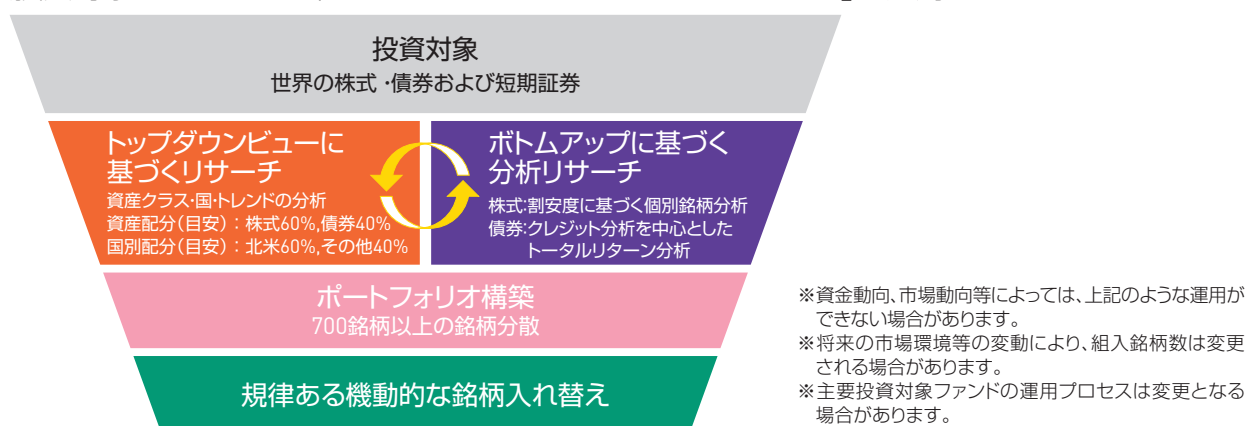 投資対象
世界の株式・債券および短期証券
トップダウンビューに
基づくリサーチ
資産クラス・国・トレンドの分析
資産配分(目安):株式60%,債券40%
国別配分(目安):北米60%,その他40%
ボトムアップに基づく
分析リサーチ
株式:割安度に基づく個別銘柄分析
債券:クレジット分析を中心とした
トータルリターン分析
ポートフォリオ構築
700銘柄以上の銘柄分散
規律ある機動的な銘柄入れ替え
※資金動向、市場動向等によっては、上記のような運用が
できない場合があります。
※将来の市場環境等の変動により、組入銘柄数は変更
される場合があります。
※主要投資対象ファンドの運用プロセスは変更となる
場合があります。